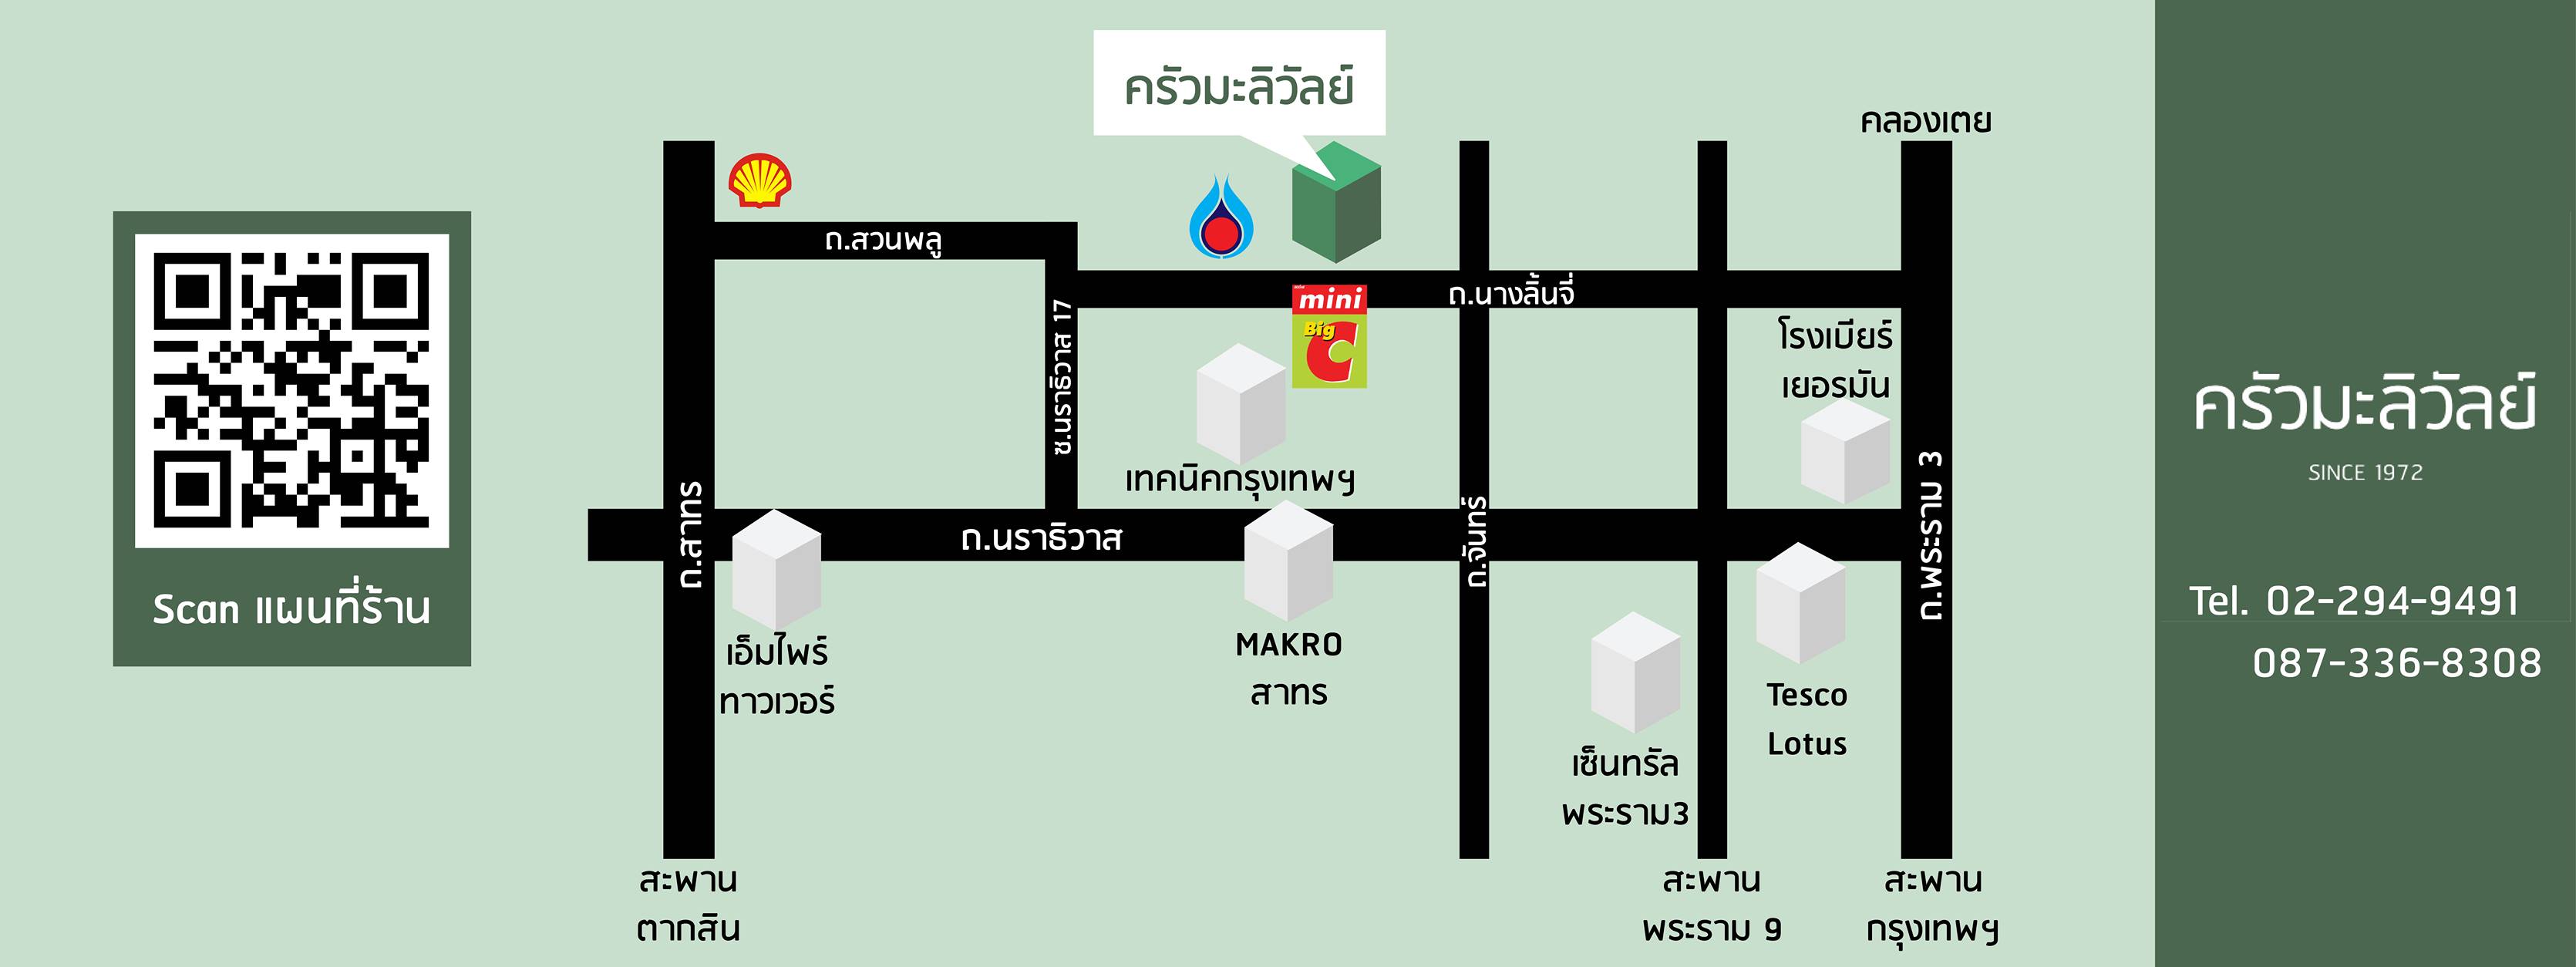 ครัวมะลิวัลย์
คลองเตย
ถ.สวนพลู
ถ.นางลิ้นจี่
mini
Big
C
ซ.นราธิวาส 17
โรงเบียร์
เยอรมัน
เทคนิคกรุงเทพฯ
ถ.สาทร
ถ.นราธิวาส
ถ.จันทร์
ถ.พระราม 3
เอ็มไพร์
ทาวเวอร์
MAKRO
สาทร
Tesco
Lotus
เซ็นทรัล
พระราม3
สะพาน
ตากสิน
สะพาน
พระราม 9
สะพาน
กรุงเทพฯ
Scan แผนที่ร้าน
ครัวมะลิวัลย์
SINCE 1972
Tel. 02-294-9491
087-336-8308